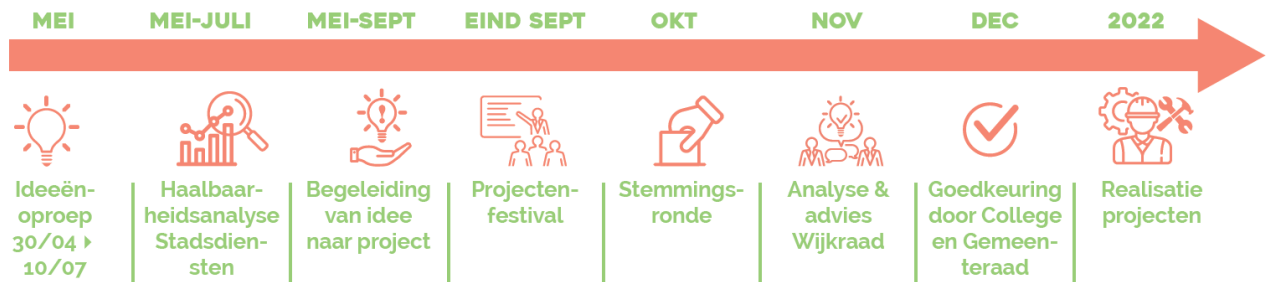 MEI
MEI-JULI
MEI-SEPT
EIND SEPT
OKT
NOV
DEC
2022
Ideeën-
oproep
30/04 ▸
10/07
Haalbaar-
heidsanalyse
Stadsdien-
sten
Begeleiding
van idee
naar project
Projecten-
festival
Stemmings-
ronde
Analyse &
advies
Wijkraad
Goedkeuring
door College
en Gemeen-
teraad
Realisatie
projecten